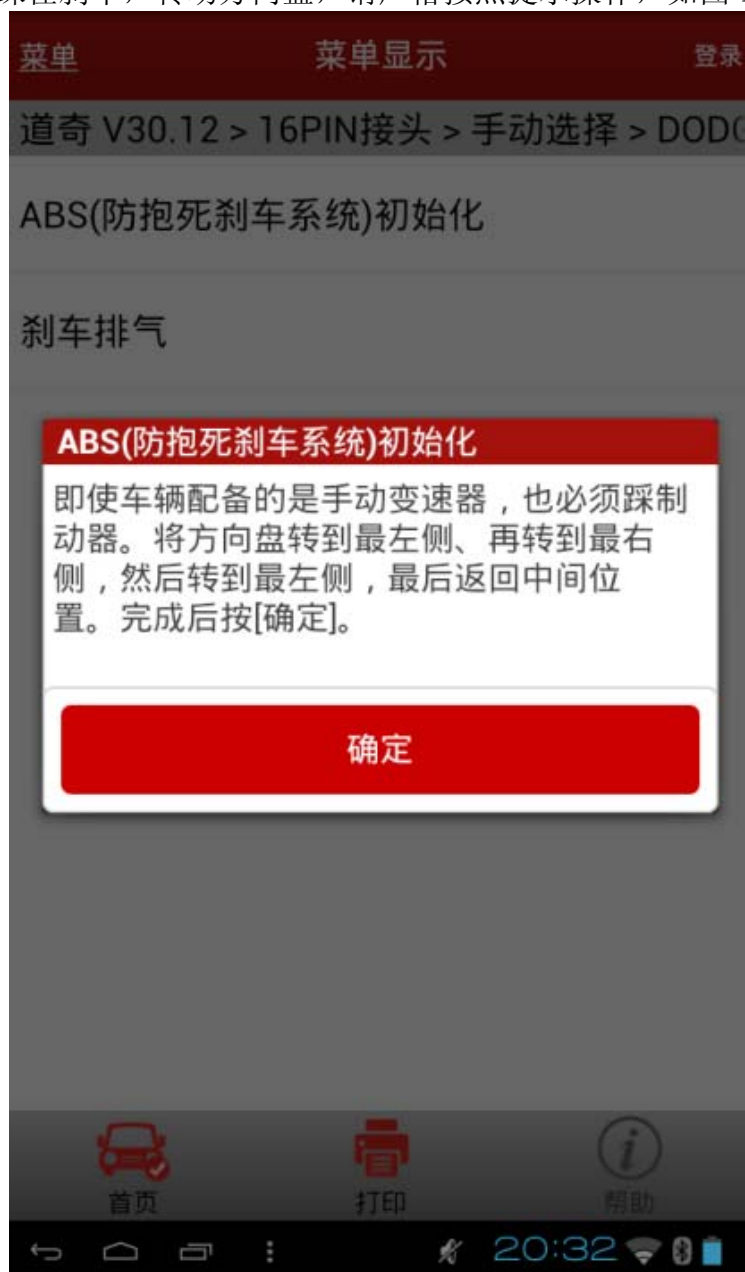 菜单 菜单显示 登录
道奇 V30.12 > 16PIN接头 > 手动选择 > DOD
ABS(防抱死刹车系统)初始化
刹车排气
ABS(防抱死刹车系统)初始化
即使车辆配备的是手动变速器，也必须踩制
动器。将方向盘转到最左侧、再转到最右
侧，然后转到最左侧，最后返回中间位
置。完成后按[确定]。
确定
首页 打印 帮助
20:32